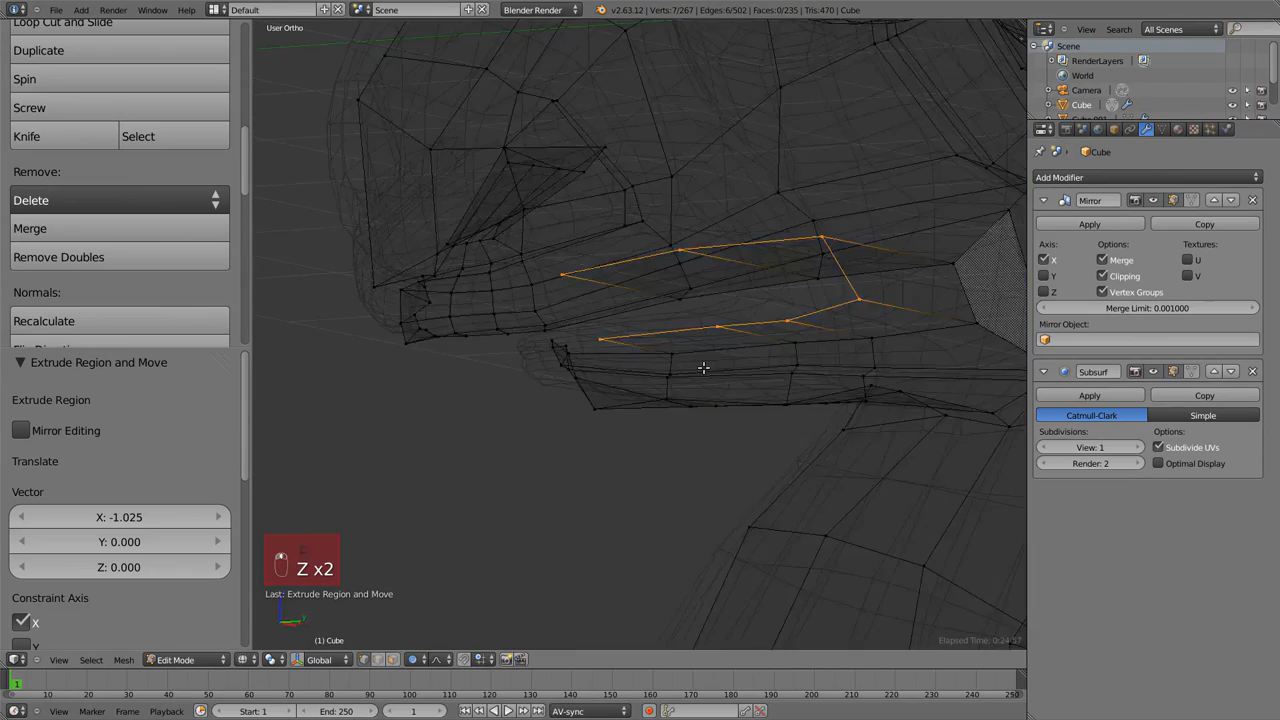 File Add Render Window Help Default Scene Blender Render v2.63.12 | Verts:7/267 | Edges:6/502 | Faces:0/235 | Tris:470 | Cube
Duplicate
Spin
Screw
Knife Select
Remove:
Delete
Merge
Remove Doubles
Normals:
Recalculate
Extrude Region and Move
Extrude Region
Mirror Editing
Translate
Vector
X: -1.025
Y: 0.000
Z: 0.000
Constraint Axis
X
Y
User Ortho
Z x2
Last: Extrude Region and Move
(1) Cube
Elapsed Time: 0:24:37
View Select Mesh Edit Mode Global
0 10 20 30 40 50 60 70 80 90 100 110 120 130 140 150 160 170 180 190 200 210 220 230 240 250
View Marker Frame Playback Start: 1 End: 250 1 AV-sync
View Search All Scenes
Scene
RenderLayers
World
Camera
Cube
Cube
Add Modifier
Mirror
Apply Copy
Axis: Options: Textures:
X Merge U
Y Clipping V
Z Vertex Groups
Merge Limit: 0.001000
Mirror Object:
Subsurf
Apply Copy
Catmull-Clark Simple
Subdivisions: Options:
View: 1 Subdivide UVs
Render: 2 Optimal Display